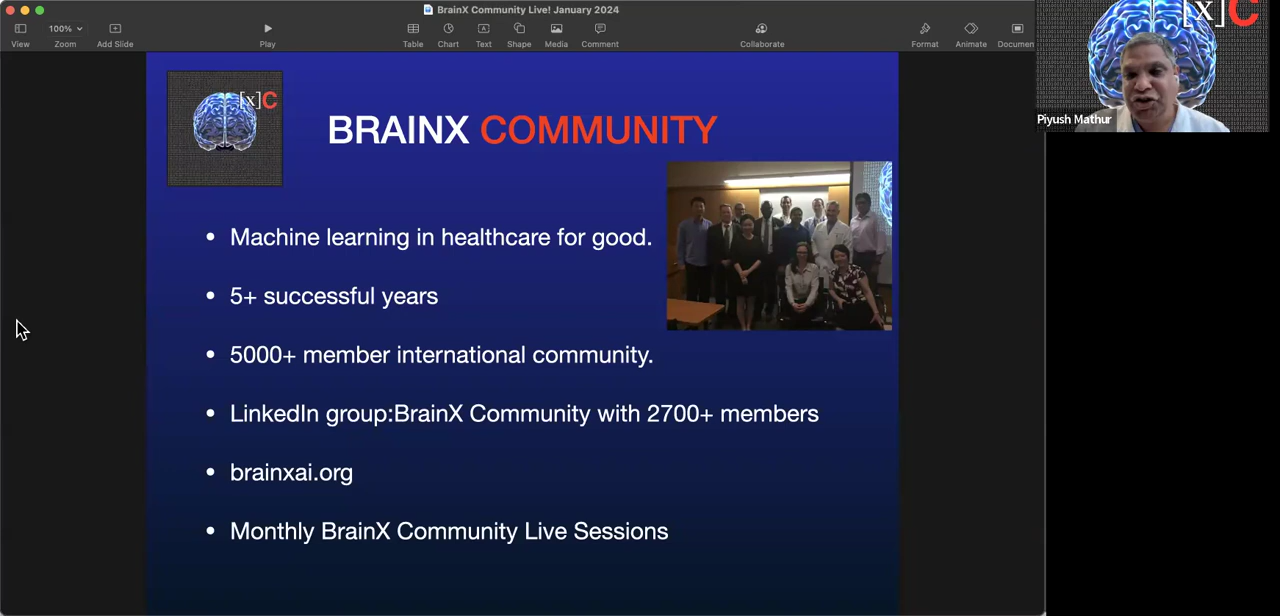 BrainX Community Live! January 2024
100%
View
Zoom
Add Slide
Play
Table
Chart
Text
Shape
Media
Comment
Collaborate
Format
Animate
Documen
[x]C
Piyush Mathur
[x]C
BRAINX COMMUNITY
• Machine learning in healthcare for good.
• 5+ successful years
• 5000+ member international community.
• LinkedIn group:BrainX Community with 2700+ members
• brainxai.org
• Monthly BrainX Community Live Sessions